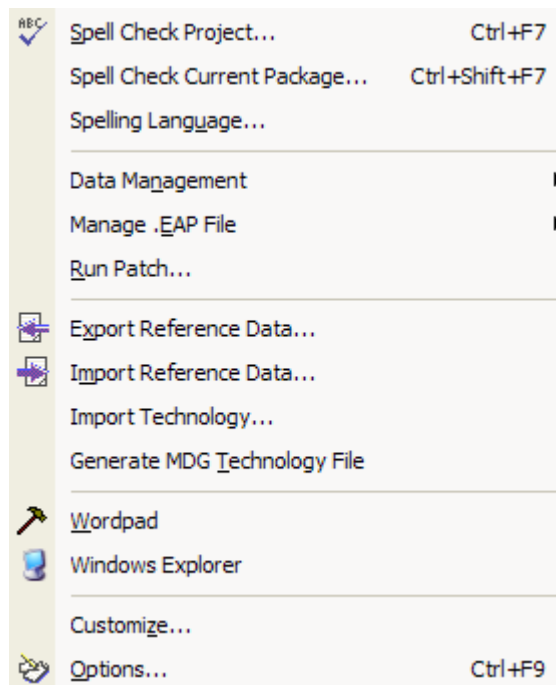 ABC
Spell Check Project... Ctrl+F7
Spell Check Current Package... Ctrl+Shift+F7
Spelling Language...
Data Management
Manage .EAP File
Run Patch...
Export Reference Data...
Import Reference Data...
Import Technology...
Generate MDG Technology File
Wordpad
Windows Explorer
Customize...
Options... Ctrl+F9